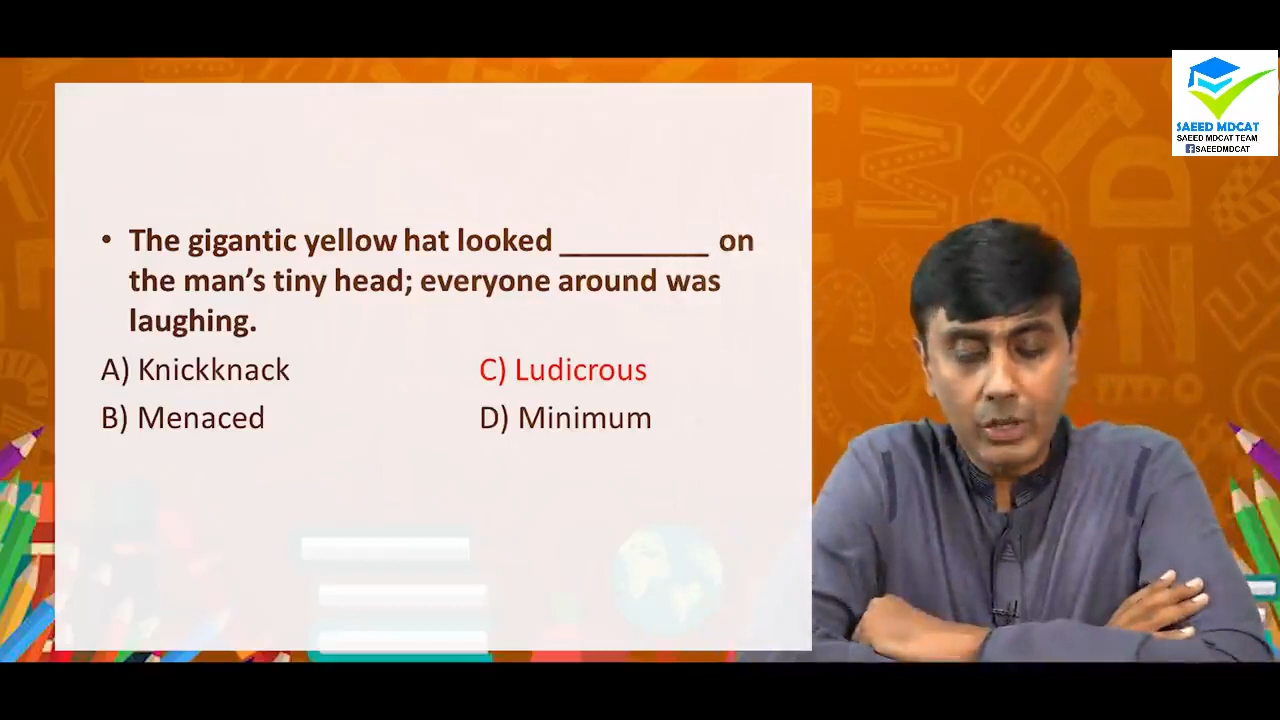 SAEED MDCAT
SAEED MDCAT TEAM
SAEEDMDCAT
• The gigantic yellow hat looked _________ on
the man’s tiny head; everyone around was
laughing.
A) Knickknack C) Ludicrous
B) Menaced D) Minimum